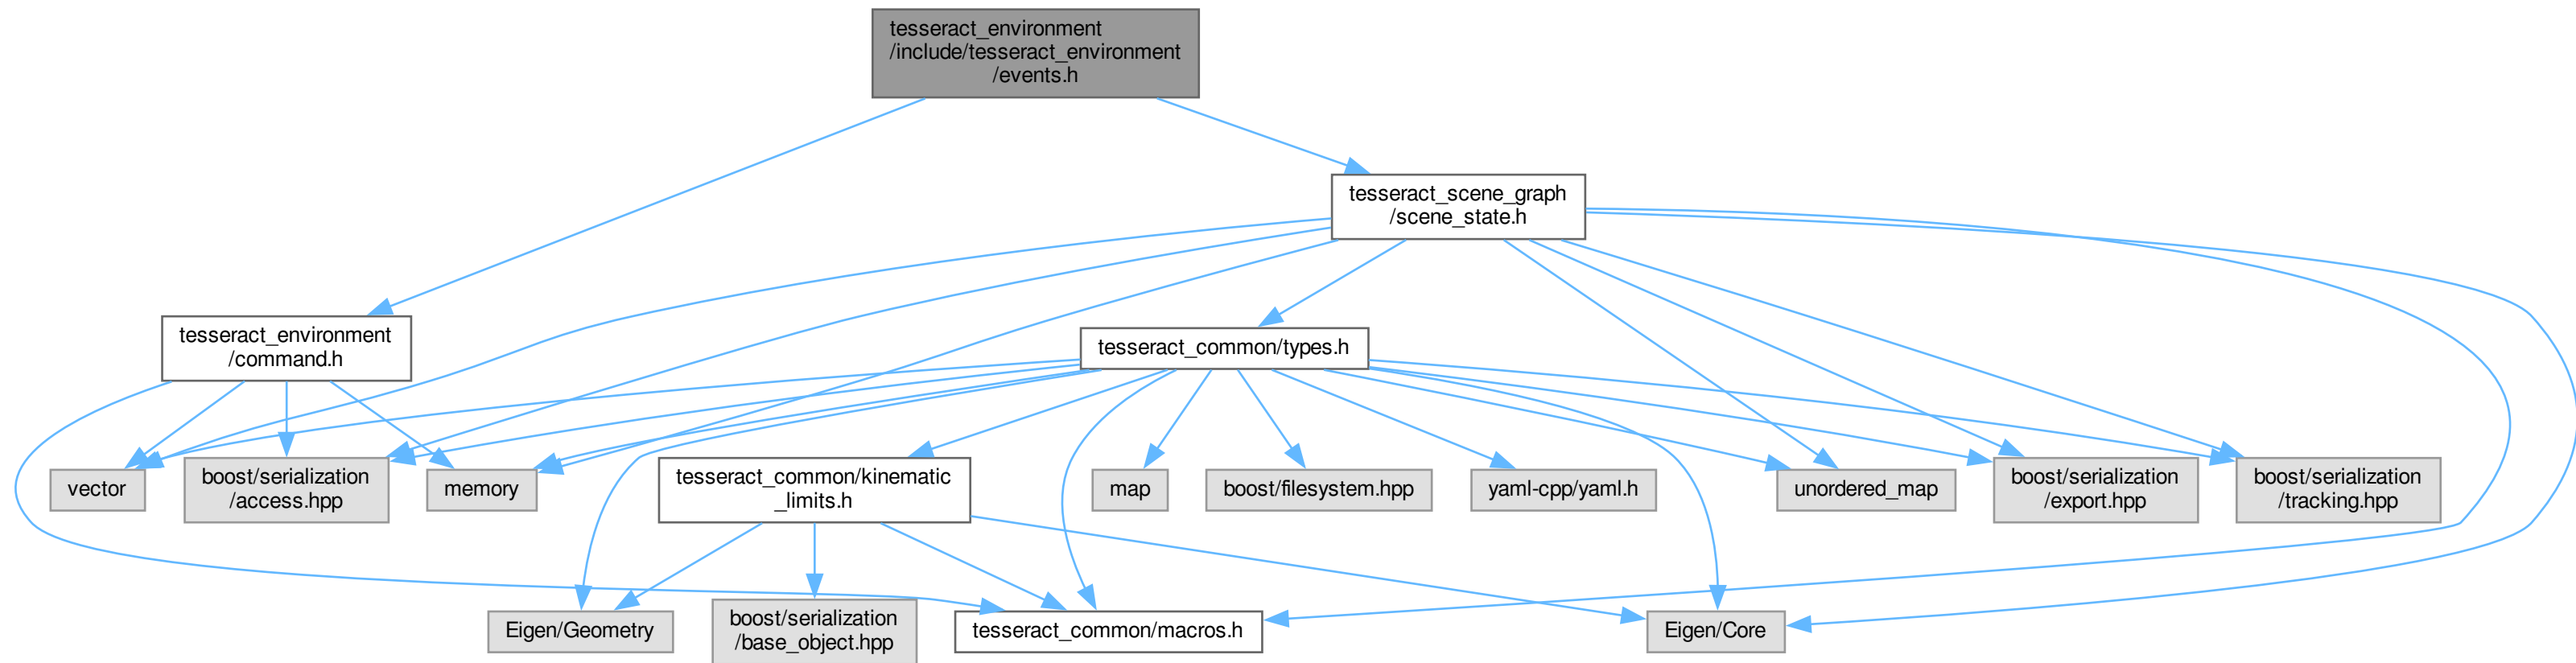 tesseract_environment
/include/tesseract_environment
/events.h
tesseract_scene_graph
/scene_state.h
tesseract_environment
/command.h
tesseract_common/types.h
vector
boost/serialization
/access.hpp
memory
tesseract_common/kinematic
_limits.h
map
boost/filesystem.hpp
yaml-cpp/yaml.h
unordered_map
boost/serialization
/export.hpp
boost/serialization
/tracking.hpp
Eigen/Geometry
boost/serialization
/base_object.hpp
tesseract_common/macros.h
Eigen/Core